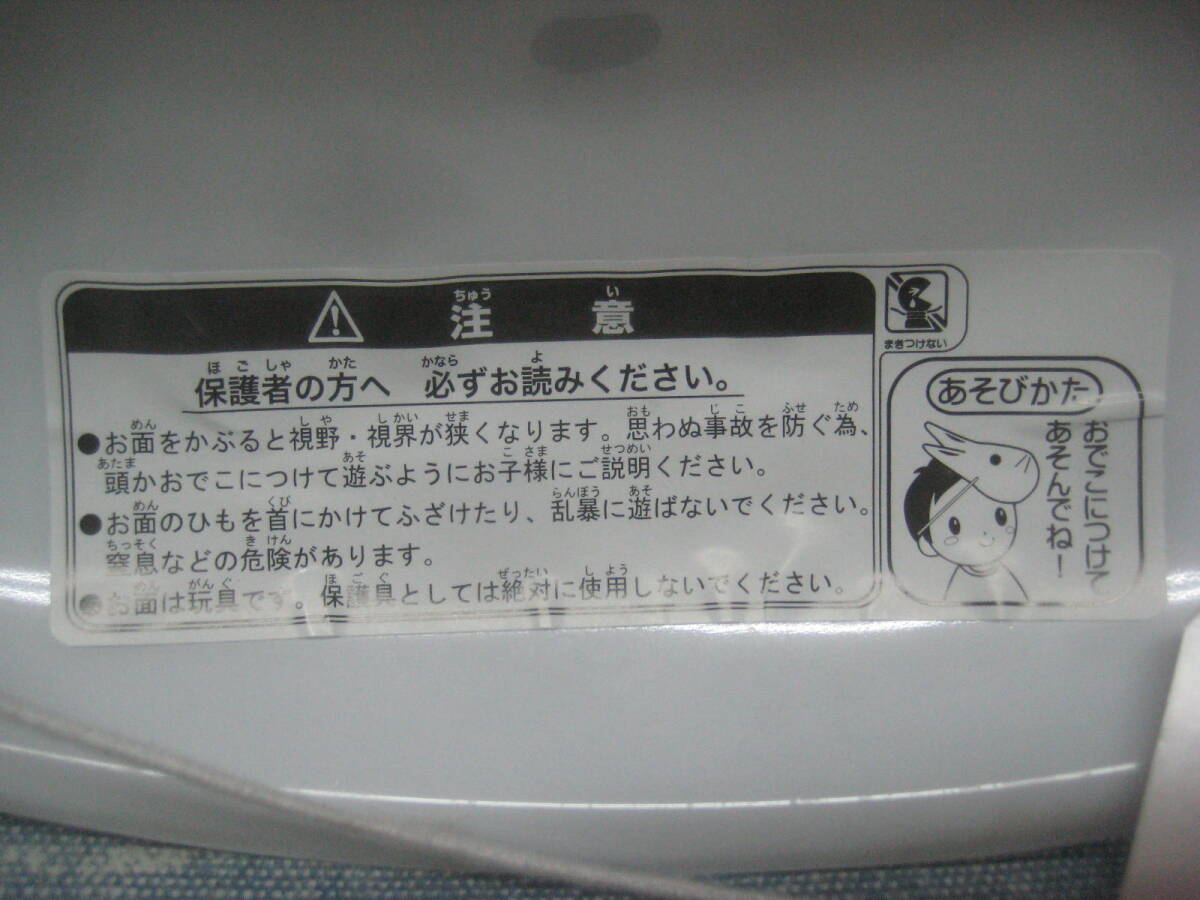 注意
保護者の方へ 必ずお読みください。
●お面をかぶると視野・視界が狭くなります。思わぬ事故を防ぐ為、
頭かおでこにつけて遊ぶようにお子様にご説明ください。
●お面のひもを首にかけてふざけたり、乱暴に遊ばないでください。
窒息などの危険があります。
●お面は玩具です。保護具としては絶対に使用しないでください。
まきつけない
あそびかた
おでこにつけて
あそんでね！